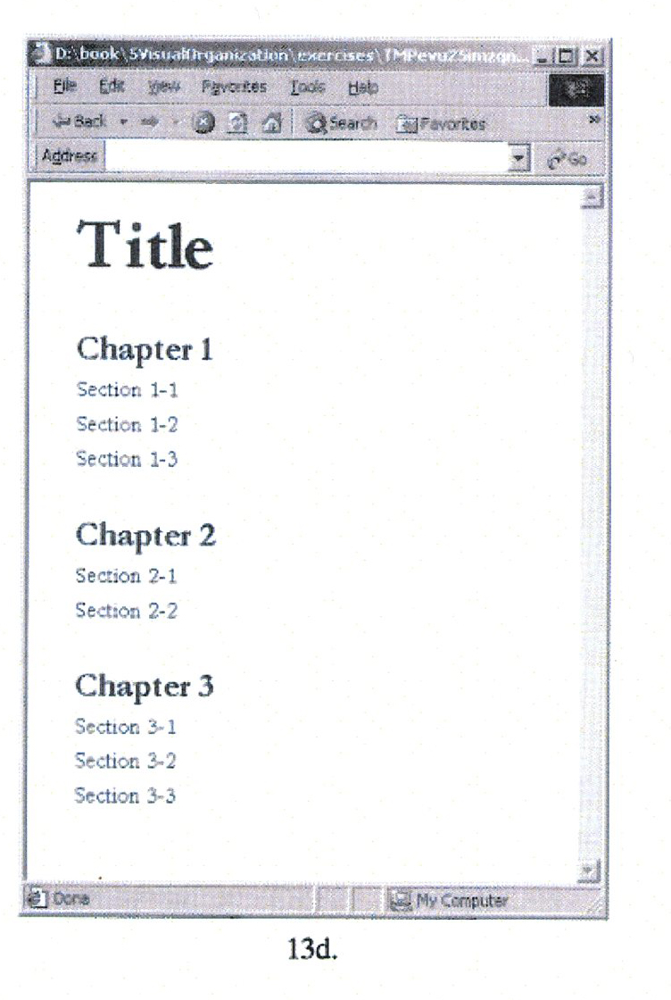 D:\book\5VisualOrganization\exercises\
File Edit View Favorites Tools Help
Back Search Favorites »
Address Go
Title
Chapter 1
Section 1-1
Section 1-2
Section 1-3
Chapter 2
Section 2-1
Section 2-2
Chapter 3
Section 3-1
Section 3-2
Section 3-3
Done My Computer
13d.